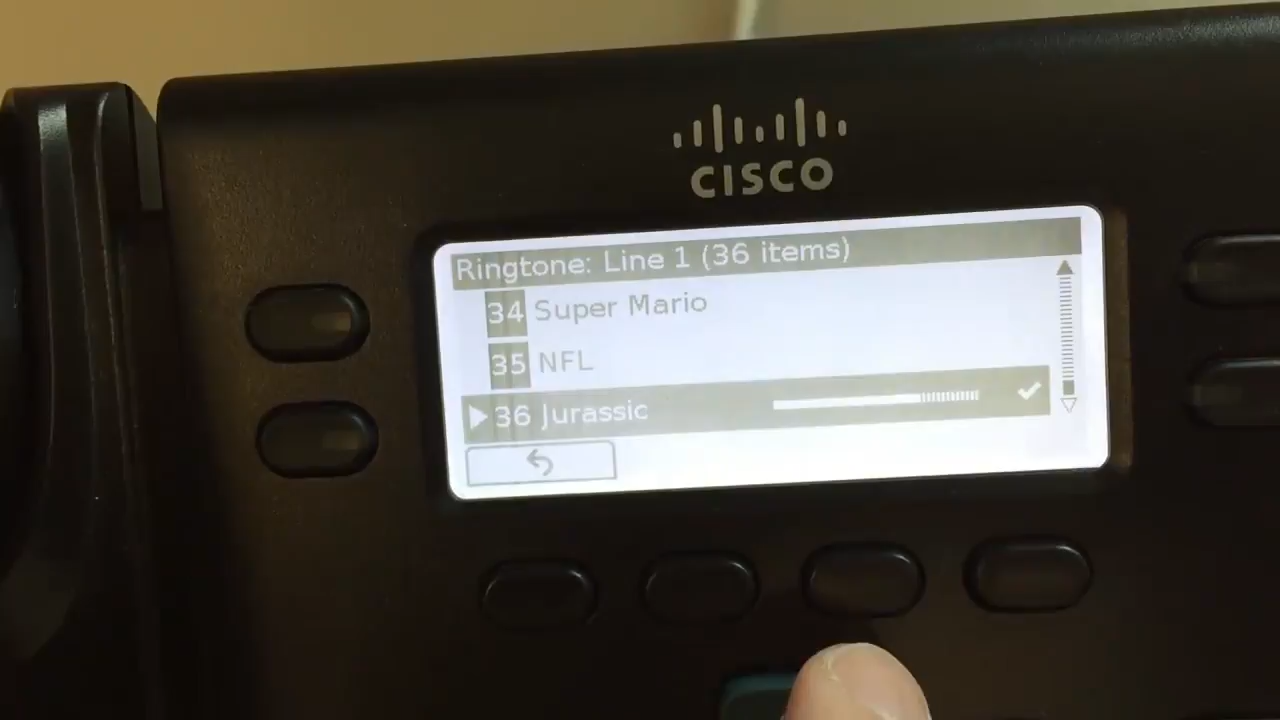 CISCO
Ringtone: Line 1 (36 items)
34 Super Mario
35 NFL
36 Jurassic